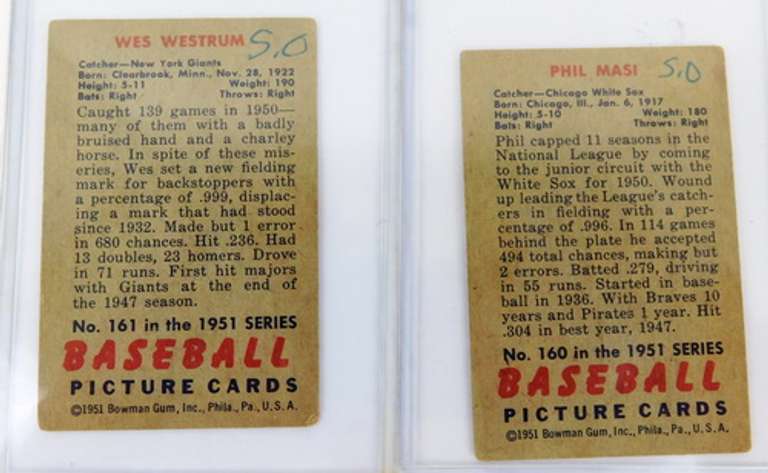 WES WESTRUM S.O
Catcher—New York Giants
Born: Clearbrook, Minn., Nov. 28, 1922
Height: 5-11 Weight: 190
Bats: Right Throws: Right
Caught 139 games in 1950—
many of them with a badly
bruised hand and a charley
horse. In spite of these mis-
eries, Wes set a new fielding
mark for backstoppers with
a percentage of .999, displac-
ing a mark that had stood
since 1932. Made but 1 error
in 680 chances. Hit .236. Had
13 doubles, 23 homers. Drove
in 71 runs. First hit majors
with Giants at the end of
the 1947 season.
No. 161 in the 1951 SERIES
BASEBALL
PICTURE CARDS
©1951 Bowman Gum, Inc., Phila., Pa., U.S.A.
PHIL MASI S.O
Catcher—Chicago White Sox
Born: Chicago, Ill., Jan. 6, 1917
Height: 5-10 Weight: 180
Bats: Right Throws: Right
Phil capped 11 seasons in the
National League by coming
to the junior circuit with the
White Sox for 1950. Wound
up leading the League's catch-
ers in fielding with a per-
centage of .996. In 114 games
behind the plate he accepted
494 total chances, making but
2 errors. Batted .279, driving
in 55 runs. Started in base-
ball in 1936. With Braves 10
years and Pirates 1 year. Hit
.304 in best year, 1947.
No. 160 in the 1951 SERIES
BASEBALL
PICTURE CARDS
©1951 Bowman Gum, Inc., Phila., Pa., U.S.A.